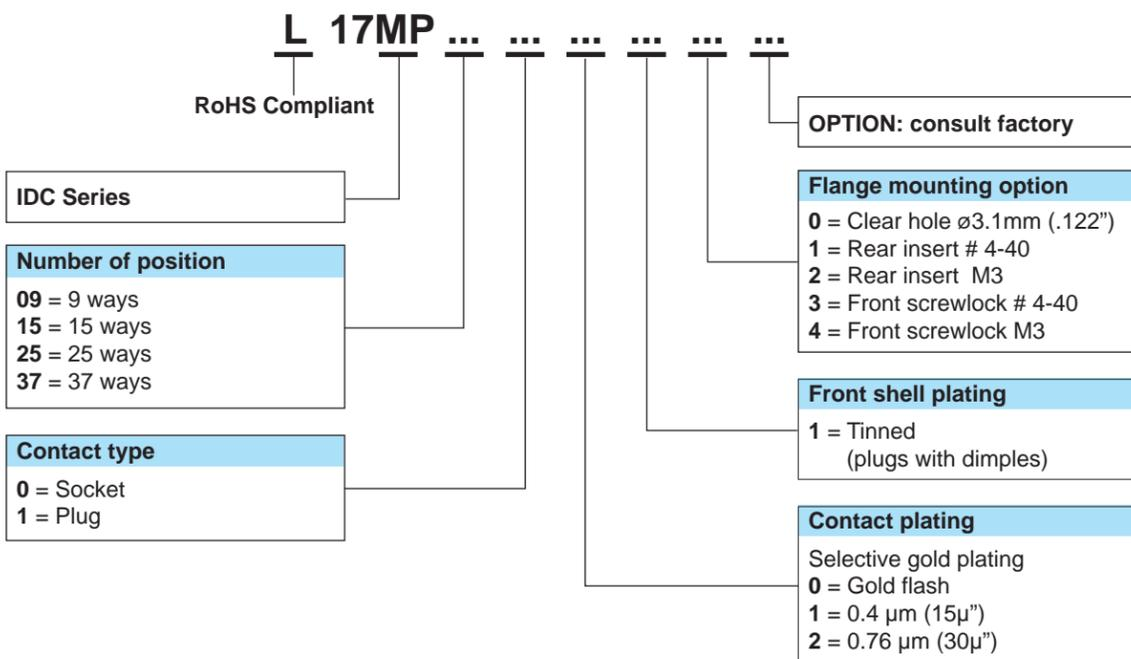 L 17MP ... ... ... ... ... ...
RoHS Compliant
IDC Series
Number of position
09 = 9 ways
15 = 15 ways
25 = 25 ways
37 = 37 ways
Contact type
0 = Socket
1 = Plug
OPTION: consult factory
Flange mounting option
0 = Clear hole ø3.1mm (.122”)
1 = Rear insert # 4-40
2 = Rear insert M3
3 = Front screwlock # 4-40
4 = Front screwlock M3
Front shell plating
1 = Tinned
(plugs with dimples)
Contact plating
Selective gold plating
0 = Gold flash
1 = 0.4 µm (15µ”)
2 = 0.76 µm (30µ”)